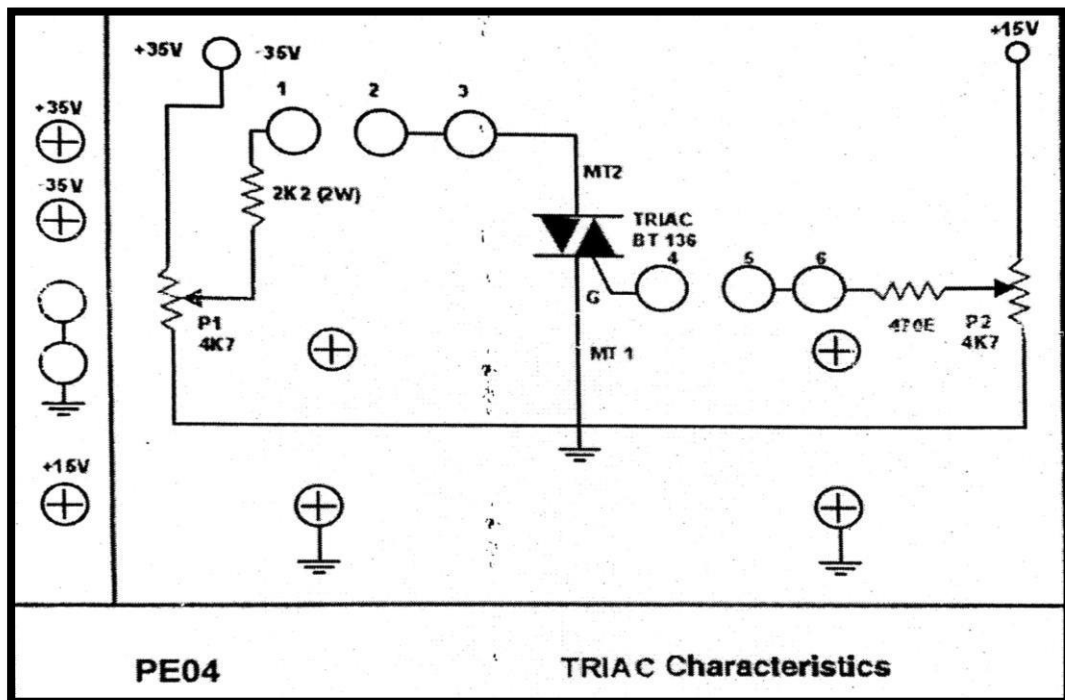 +35V -35V
+15V
1 2 3
+35V
-35V
2K2 (2W)
MT2
TRIAC
BT 136
4 5 6
G
P1
4K7
470E
P2
4K7
MT 1
+15V
PE04
TRIAC Characteristics